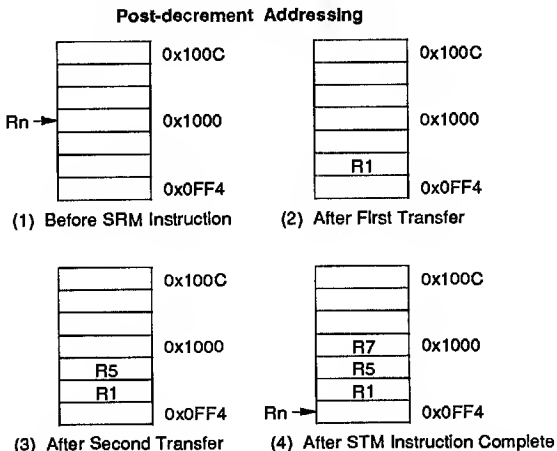 Post-decrement Addressing
0x100C
Rn
0x1000
0x0FF4
(1) Before SRM Instruction
0x100C
0x1000
R1
0x0FF4
(2) After First Transfer
0x100C
0x1000
R5
R1
0x0FF4
(3) After Second Transfer
0x100C
R7 0x1000
R5
R1
Rn 0x0FF4
(4) After STM Instruction Complete